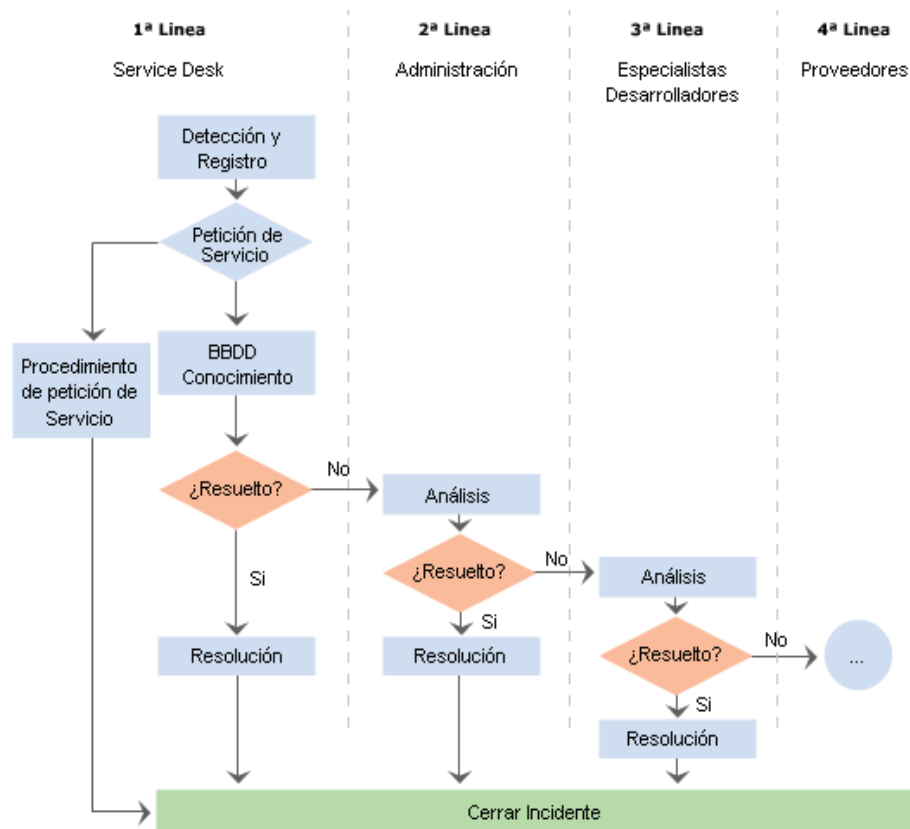 1ª Linea
2ª Linea
3ª Linea
4ª Linea
Service Desk
Administración
Especialistas
Desarrolladores
Proveedores
Detección y
Registro
Petición de
Servicio
Procedimiento
de petición de
Servicio
BBDD
Conocimiento
¿Resuelto?
No
Si
Resolución
Análisis
¿Resuelto?
No
Si
Resolución
Análisis
¿Resuelto?
No
Si
Resolución
...
Cerrar Incidente